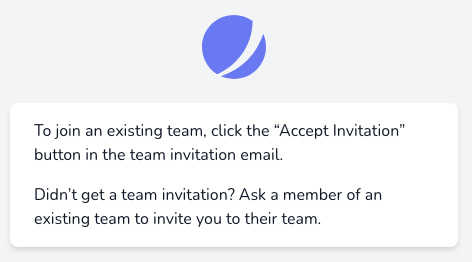 To join an existing team, click the “Accept Invitation”
button in the team invitation email.
Didn’t get a team invitation? Ask a member of an
existing team to invite you to their team.